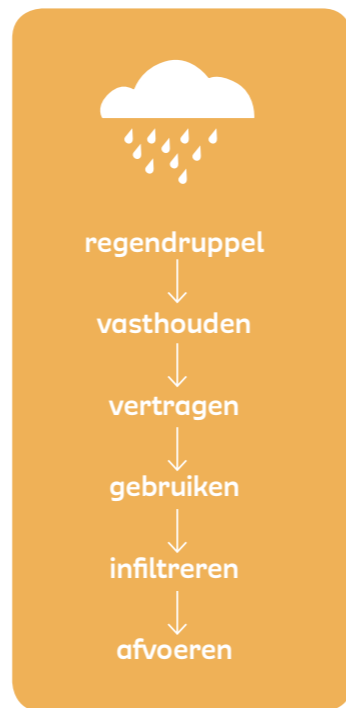 regendruppel
vasthouden
vertragen
gebruiken
infiltreren
afvoeren